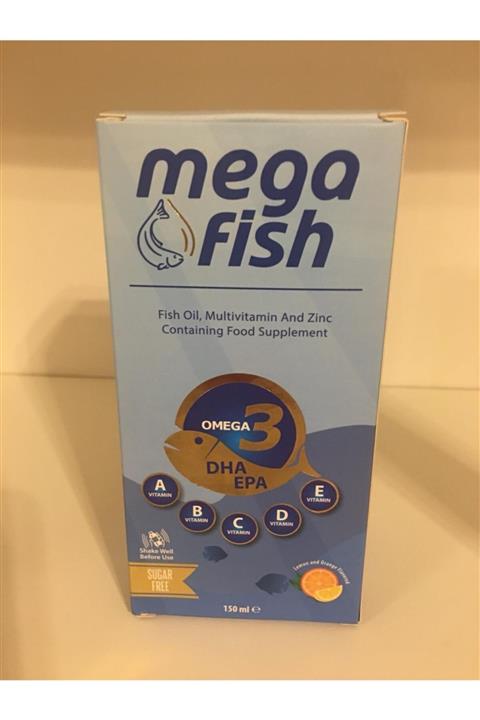 mega
fish
Fish Oil, Multivitamin And Zinc
Containing Food Supplement
OMEGA 3
DHA
EPA
A
VITAMIN
B
VITAMIN
C
VITAMIN
D
VITAMIN
E
VITAMIN
Shake Well
Before Use
SUGAR
FREE
Lemon and Orange Flavored
150 ml ℮